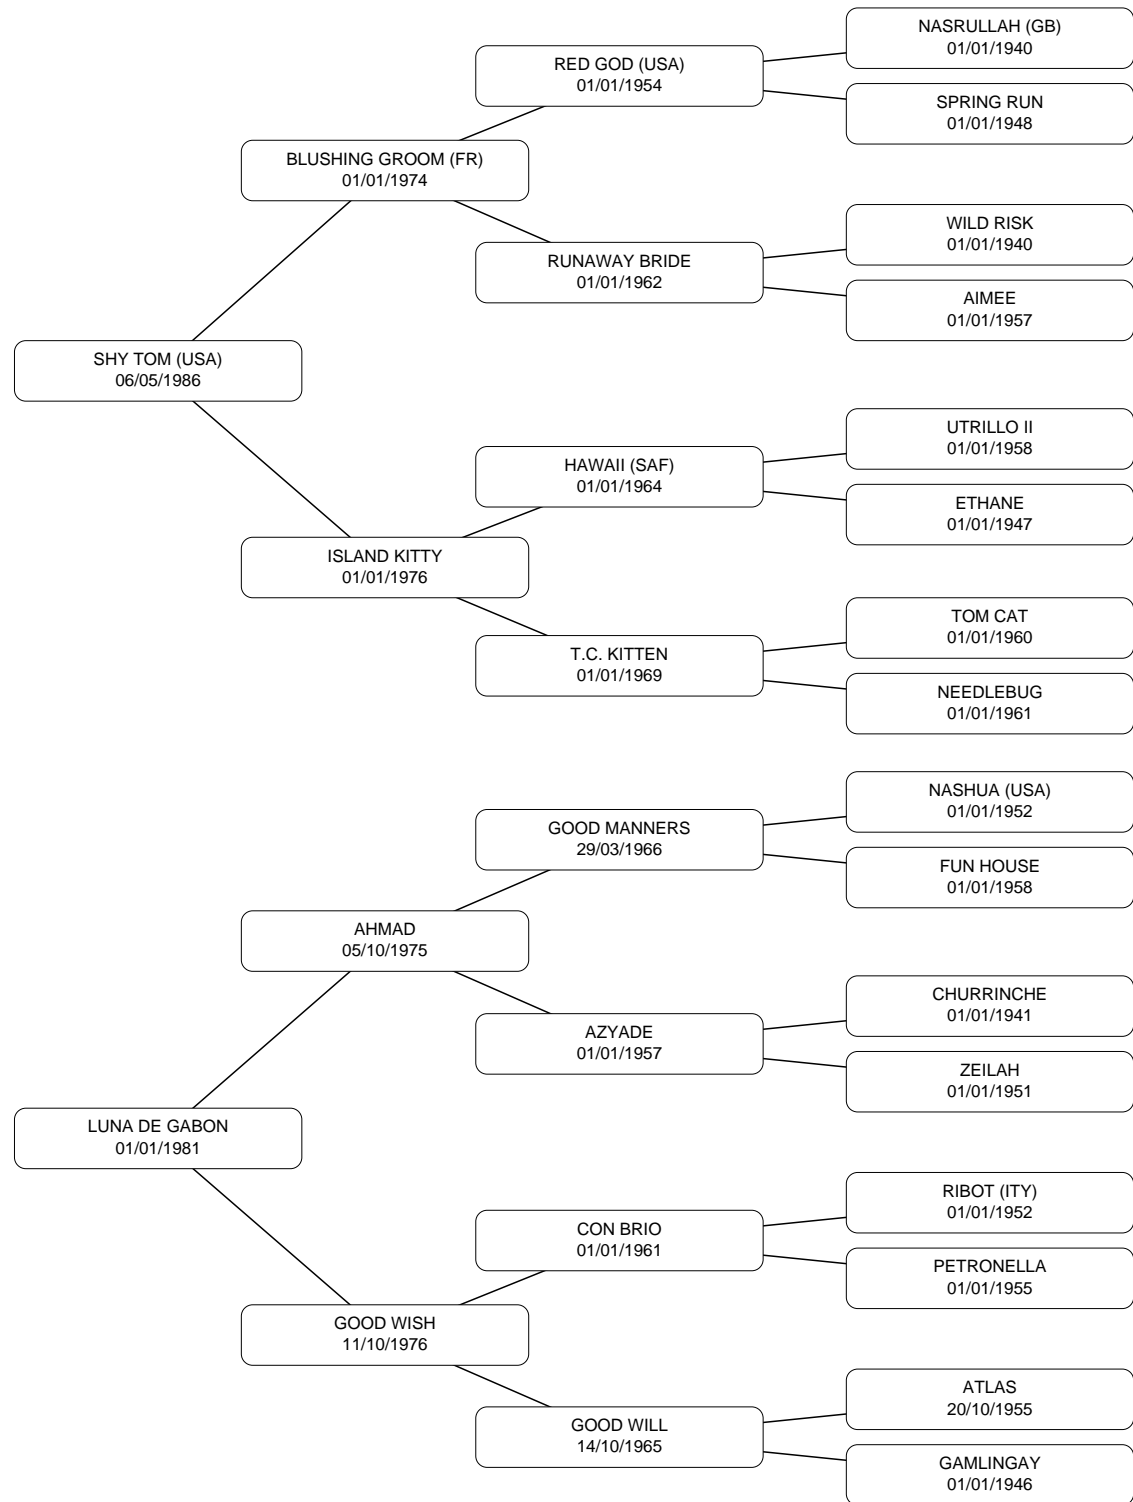 NASRULLAH (GB)
01/01/1940
RED GOD (USA)
01/01/1954
SPRING RUN
01/01/1948
BLUSHING GROOM (FR)
01/01/1974
WILD RISK
01/01/1940
RUNAWAY BRIDE
01/01/1962
AIMEE
01/01/1957
SHY TOM (USA)
06/05/1986
UTRILLO II
01/01/1958
HAWAII (SAF)
01/01/1964
ETHANE
01/01/1947
ISLAND KITTY
01/01/1976
TOM CAT
01/01/1960
T.C. KITTEN
01/01/1969
NEEDLEBUG
01/01/1961
NASHUA (USA)
01/01/1952
GOOD MANNERS
29/03/1966
FUN HOUSE
01/01/1958
AHMAD
05/10/1975
CHURRINCHE
01/01/1941
AZYADE
01/01/1957
ZEILAH
01/01/1951
LUNA DE GABON
01/01/1981
RIBOT (ITY)
01/01/1952
CON BRIO
01/01/1961
PETRONELLA
01/01/1955
GOOD WISH
11/10/1976
ATLAS
20/10/1955
GOOD WILL
14/10/1965
GAMLINGAY
01/01/1946